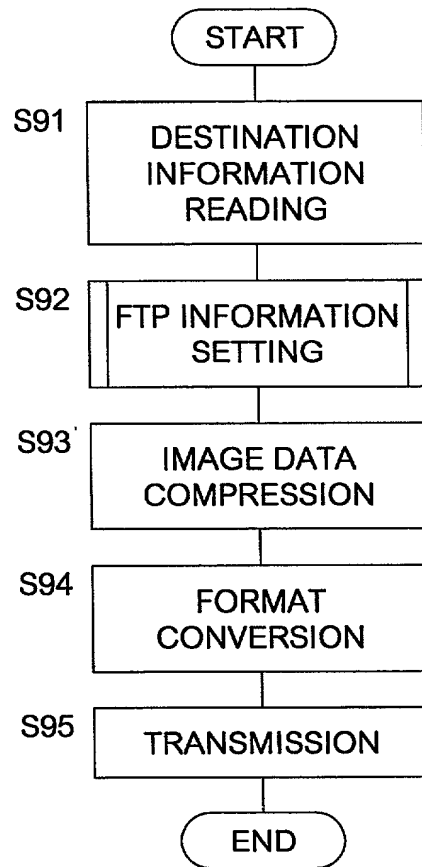 START
S91
DESTINATION
INFORMATION
READING
S92
FTP INFORMATION
SETTING
S93
IMAGE DATA
COMPRESSION
S94
FORMAT
CONVERSION
S95
TRANSMISSION
END